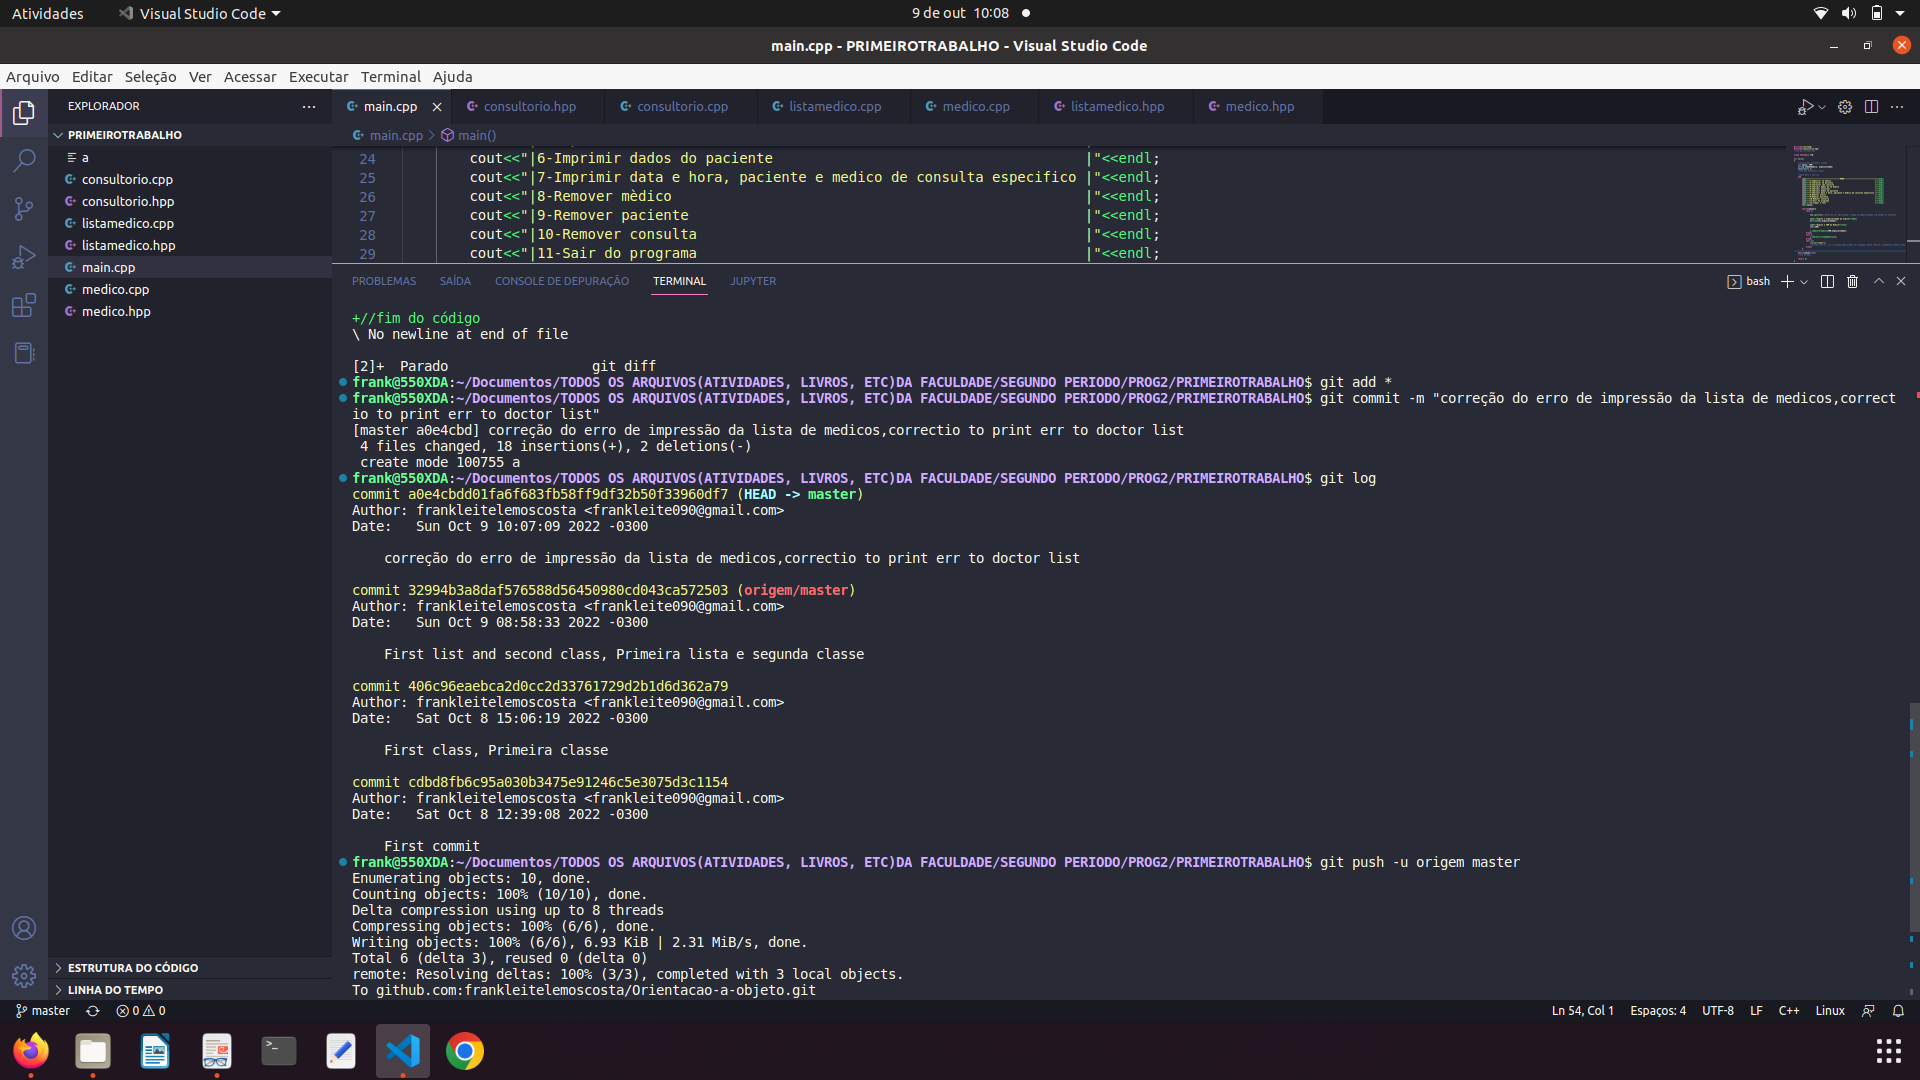 Atividades
Visual Studio Code
9 de out 10:08
main.cpp - PRIMEIROTRABALHO - Visual Studio Code
Arquivo Editar Seleção Ver Acessar Executar Terminal Ajuda
EXPLORADOR
PRIMEIROTRABALHO
a
consultorio.cpp
consultorio.hpp
listamedico.cpp
listamedico.hpp
main.cpp
medico.cpp
medico.hpp
ESTRUTURA DO CÓDIGO
LINHA DO TEMPO
main.cpp consultorio.hpp consultorio.cpp listamedico.cpp medico.cpp listamedico.hpp medico.hpp
main.cpp > main()
24 cout<<"|6-Imprimir dados do paciente |"<<endl;
25 cout<<"|7-Imprimir data e hora, paciente e medico de consulta especifico |"<<endl;
26 cout<<"|8-Remover mèdico |"<<endl;
27 cout<<"|9-Remover paciente |"<<endl;
28 cout<<"|10-Remover consulta |"<<endl;
29 cout<<"|11-Sair do programa |"<<endl;
PROBLEMAS SAÍDA CONSOLE DE DEPURAÇÃO TERMINAL JUPYTER
bash
+//fim do código
\ No newline at end of file
[2]+ Parado git diff
frank@550XDA:~/Documentos/TODOS OS ARQUIVOS(ATIVIDADES, LIVROS, ETC)DA FACULDADE/SEGUNDO PERIODO/PROG2/PRIMEIROTRABALHO$ git add *
frank@550XDA:~/Documentos/TODOS OS ARQUIVOS(ATIVIDADES, LIVROS, ETC)DA FACULDADE/SEGUNDO PERIODO/PROG2/PRIMEIROTRABALHO$ git commit -m "correção do erro de impressão da lista de medicos,correct
io to print err to doctor list"
[master a0e4cbd] correção do erro de impressão da lista de medicos,correctio to print err to doctor list
4 files changed, 18 insertions(+), 2 deletions(-)
create mode 100755 a
frank@550XDA:~/Documentos/TODOS OS ARQUIVOS(ATIVIDADES, LIVROS, ETC)DA FACULDADE/SEGUNDO PERIODO/PROG2/PRIMEIROTRABALHO$ git log
commit a0e4cbdd01fa6f683fb58ff9df32b50f33960df7 (HEAD -> master)
Author: frankleitelemoscosta <frankleite090@gmail.com>
Date: Sun Oct 9 10:07:09 2022 -0300
correção do erro de impressão da lista de medicos,correctio to print err to doctor list
commit 32994b3a8daf576588d56450980cd043ca572503 (origem/master)
Author: frankleitelemoscosta <frankleite090@gmail.com>
Date: Sun Oct 9 08:58:33 2022 -0300
First list and second class, Primeira lista e segunda classe
commit 406c96eaebca2d0cc2d33761729d2b1d6d362a79
Author: frankleitelemoscosta <frankleite090@gmail.com>
Date: Sat Oct 8 15:06:19 2022 -0300
First class, Primeira classe
commit cdbd8fb6c95a030b3475e91246c5e3075d3c1154
Author: frankleitelemoscosta <frankleite090@gmail.com>
Date: Sat Oct 8 12:39:08 2022 -0300
First commit
frank@550XDA:~/Documentos/TODOS OS ARQUIVOS(ATIVIDADES, LIVROS, ETC)DA FACULDADE/SEGUNDO PERIODO/PROG2/PRIMEIROTRABALHO$ git push -u origem master
Enumerating objects: 10, done.
Counting objects: 100% (10/10), done.
Delta compression using up to 8 threads
Compressing objects: 100% (6/6), done.
Writing objects: 100% (6/6), 6.93 KiB | 2.31 MiB/s, done.
Total 6 (delta 3), reused 0 (delta 0)
remote: Resolving deltas: 100% (3/3), completed with 3 local objects.
To github.com:frankleitelemoscosta/Orientacao-a-objeto.git
master 0 0
Ln 54, Col 1 Espaços: 4 UTF-8 LF C++ Linux